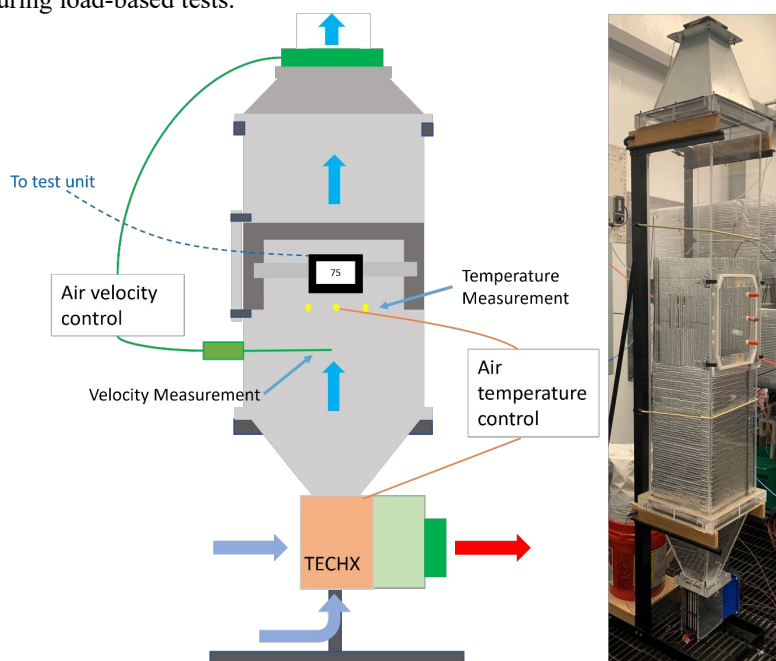 uring load-based tests.
To test unit
75
Temperature
Measurement
Air velocity
control
Velocity Measurement
Air
temperature
control
TECHX